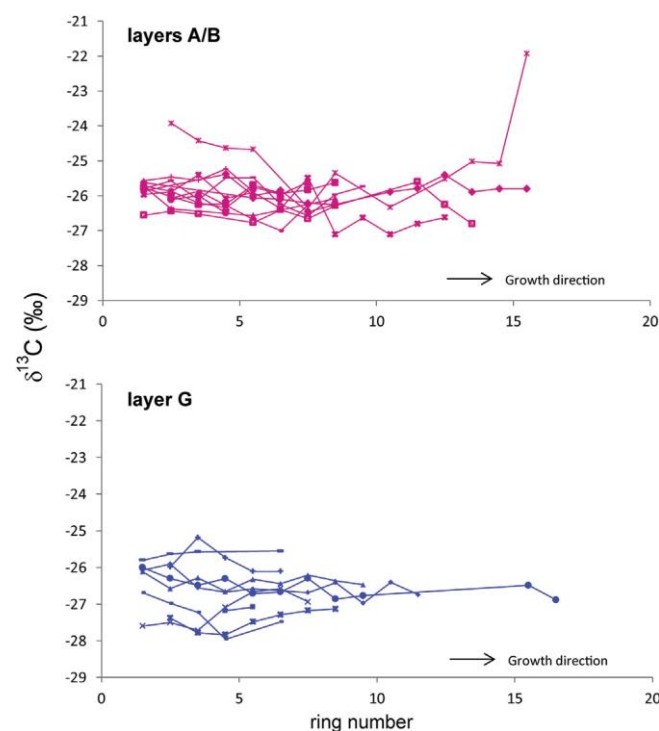 -21
layers A/B
-22
-23
-24
-25
-26
-27
-28
Growth direction
-29
0 5 10 15 20
δ¹³C (‰)
-21
layer G
-22
-23
-24
-25
-26
-27
-28
Growth direction
-29
0 5 10 15 20
ring number